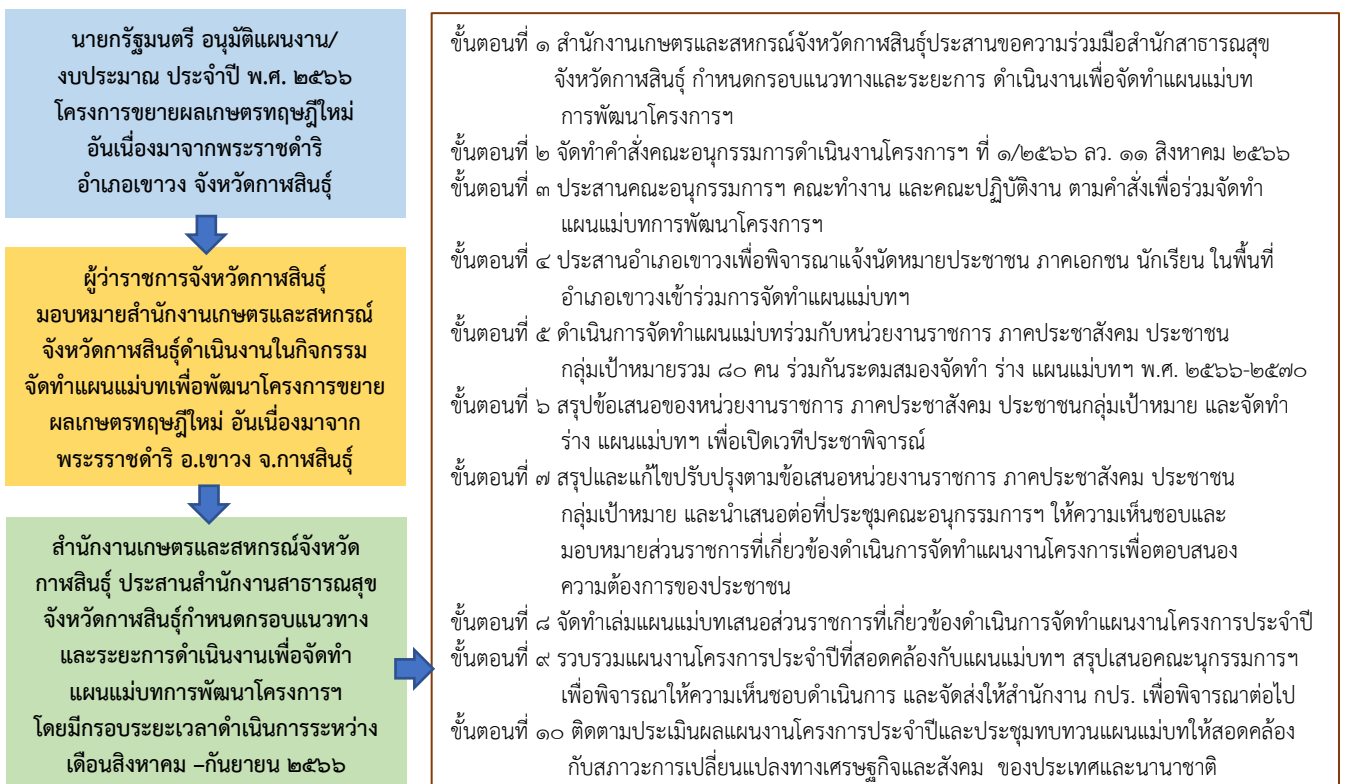 นายกรัฐมนตรี อนุมัติแผนงาน/
งบประมาณ ประจำปี พ.ศ. ๒๕๖๖
โครงการขยายผลเกษตรทฤษฎีใหม่
อันเนื่องมาจากพระราชดำริ
อำเภอเขาวง จังหวัดกาฬสินธุ์
ผู้ว่าราชการจังหวัดกาฬสินธุ์
มอบหมายสำนักงานเกษตรและสหกรณ์
จังหวัดกาฬสินธุ์ดำเนินงานในกิจกรรม
จัดทำแผนแม่บทเพื่อพัฒนาโครงการขยาย
ผลเกษตรทฤษฎีใหม่ อันเนื่องมาจาก
พระรราชดำริ อ.เขาวง จ.กาฬสินธุ์
สำนักงานเกษตรและสหกรณ์จังหวัด
กาฬสินธุ์ ประสานสำนักงานสาธารณสุข
จังหวัดกาฬสินธุ์กำหนดกรอบแนวทาง
และระยะการดำเนินงานเพื่อจัดทำ
แผนแม่บทการพัฒนาโครงการฯ
โดยมีกรอบระยะเวลาดำเนินการระหว่าง
เดือนสิงหาคม –กันยายน ๒๕๖๖
ขั้นตอนที่ ๑ สำนักงานเกษตรและสหกรณ์จังหวัดกาฬสินธุ์ประสานขอความร่วมมือสำนักสาธารณสุข
จังหวัดกาฬสินธุ์ กำหนดกรอบแนวทางและระยะการ ดำเนินงานเพื่อจัดทำแผนแม่บท
การพัฒนาโครงการฯ
ขั้นตอนที่ ๒ จัดทำคำสั่งคณะอนุกรรมการดำเนินงานโครงการฯ ที่ ๑/๒๕๖๖ ลว. ๑๑ สิงหาคม ๒๕๖๖
ขั้นตอนที่ ๓ ประสานคณะอนุกรรมการฯ คณะทำงาน และคณะปฏิบัติงาน ตามคำสั่งเพื่อร่วมจัดทำ
แผนแม่บทการพัฒนาโครงการฯ
ขั้นตอนที่ ๔ ประสานอำเภอเขาวงเพื่อพิจารณาแจ้งนัดหมายประชาชน ภาคเอกชน นักเรียน ในพื้นที่
อำเภอเขาวงเข้าร่วมการจัดทำแผนแม่บทฯ
ขั้นตอนที่ ๕ ดำเนินการจัดทำแผนแม่บทร่วมกับหน่วยงานราชการ ภาคประชาสังคม ประชาชน
กลุ่มเป้าหมายรวม ๘๐ คน ร่วมกันระดมสมองจัดทำ ร่าง แผนแม่บทฯ พ.ศ. ๒๕๖๖-๒๕๗๐
ขั้นตอนที่ ๖ สรุปข้อเสนอของหน่วยงานราชการ ภาคประชาสังคม ประชาชนกลุ่มเป้าหมาย และจัดทำ
ร่าง แผนแม่บทฯ เพื่อเปิดเวทีประชาพิจารณ์
ขั้นตอนที่ ๗ สรุปและแก้ไขปรับปรุงตามข้อเสนอหน่วยงานราชการ ภาคประชาสังคม ประชาชน
กลุ่มเป้าหมาย และนำเสนอต่อที่ประชุมคณะอนุกรรมการฯ ให้ความเห็นชอบและ
มอบหมายส่วนราชการที่เกี่ยวข้องดำเนินการจัดทำแผนงานโครงการเพื่อตอบสนอง
ความต้องการของประชาชน
ขั้นตอนที่ ๘ จัดทำเล่มแผนแม่บทเสนอส่วนราชการที่เกี่ยวข้องดำเนินการจัดทำแผนงานโครงการประจำปี
ขั้นตอนที่ ๙ รวบรวมแผนงานโครงการประจำปีที่สอดคล้องกับแผนแม่บทฯ สรุปเสนอคณะนุกรรมการฯ
เพื่อพิจารณาให้ความเห็นชอบดำเนินการ และจัดส่งให้สำนักงาน กปร. เพื่อพิจารณาต่อไป
ขั้นตอนที่ ๑๐ ติดตามประเมินผลแผนงานโครงการประจำปีและประชุมทบทวนแผนแม่บทให้สอดคล้อง
กับสภาวะการเปลี่ยนแปลงทางเศรษฐกิจและสังคม ของประเทศและนานาชาติ